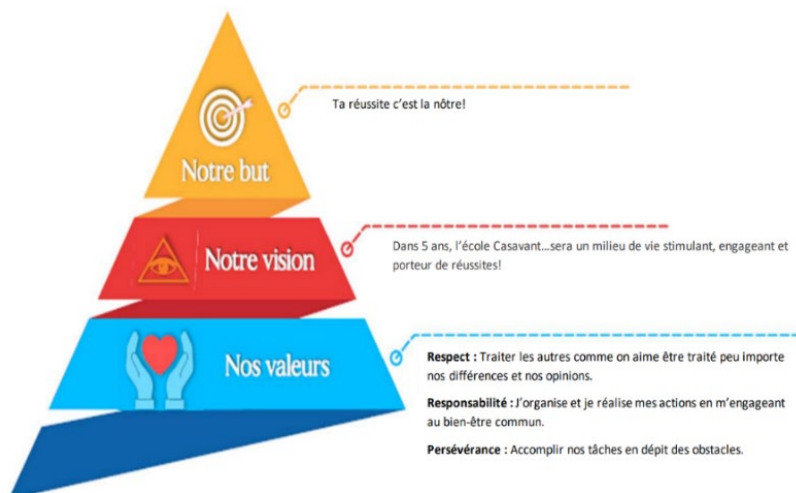 Notre but
Ta réussite c'est la nôtre!
Notre vision
Dans 5 ans, l'école Casavant...sera un milieu de vie stimulant, engageant et
porteur de réussites!
Nos valeurs
Respect : Traiter les autres comme on aime être traité peu importe
nos différences et nos opinions.
Responsabilité : J'organise et je réalise mes actions en m'engageant
au bien-être commun.
Persévérance : Accomplir nos tâches en dépit des obstacles.